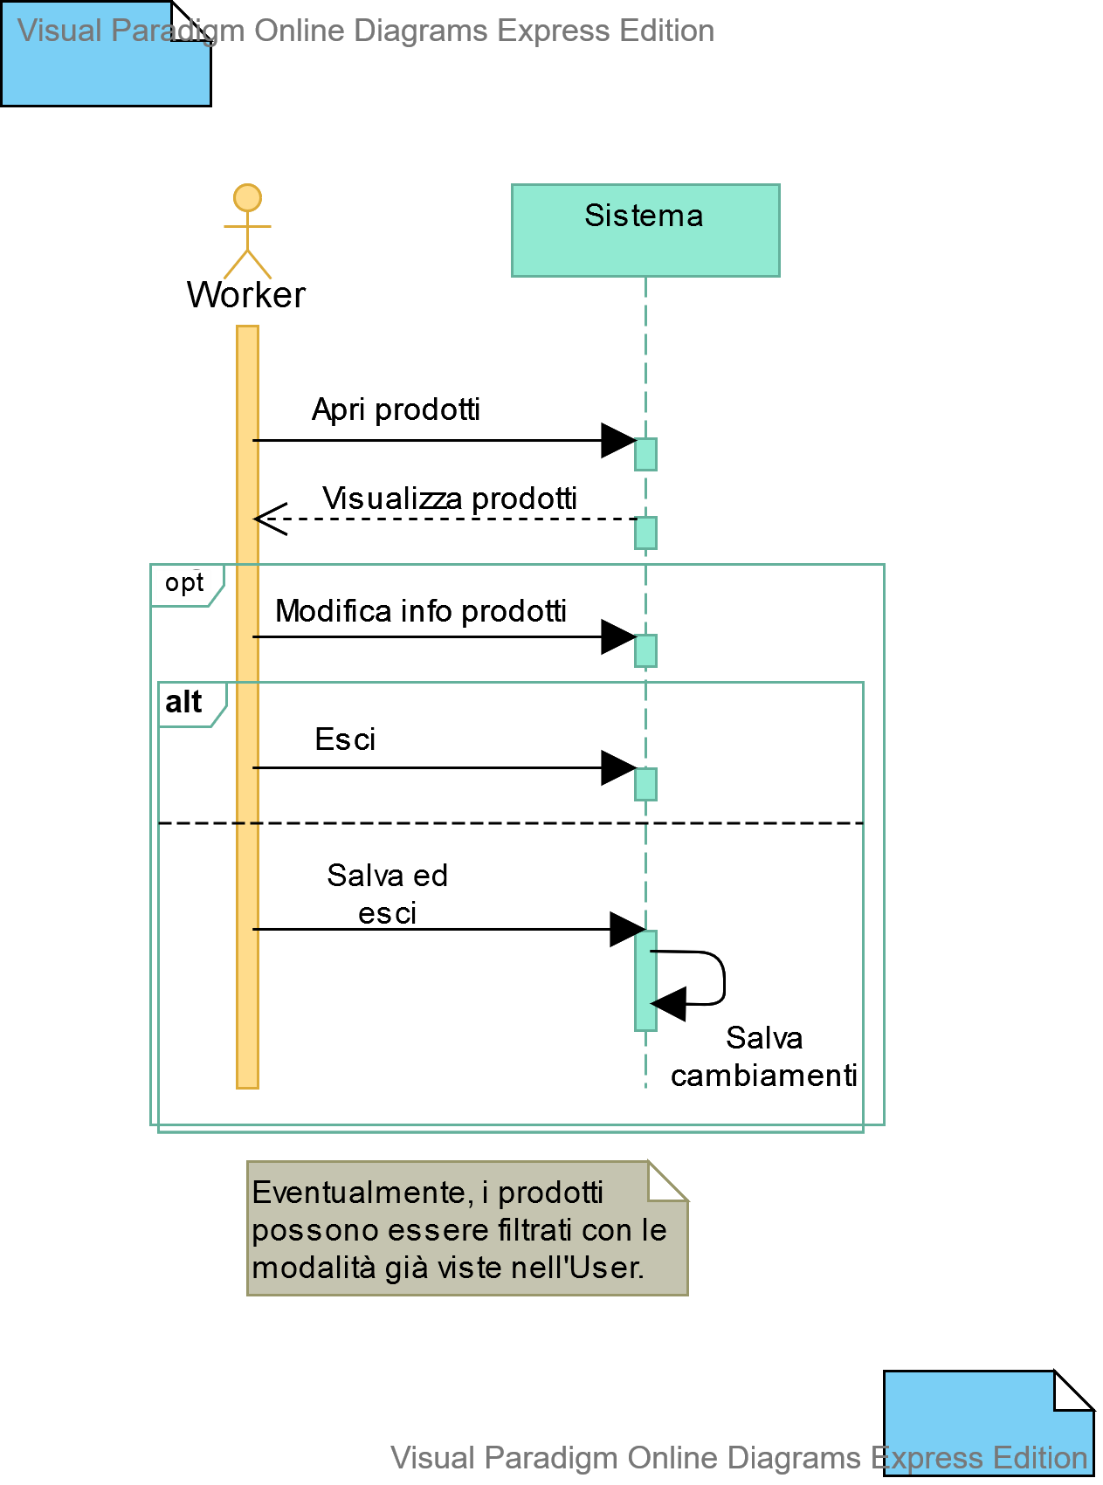 Visual Paradigm Online Diagrams Express Edition
Sistema
Worker
Apri prodotti
Visualizza prodotti
opt
Modifica info prodotti
alt
Esci
Salva ed
esci
Salva
cambiamenti
Eventualmente, i prodotti
possono essere filtrati con le
modalità già viste nell'User.
Visual Paradigm Online Diagrams Express Edition